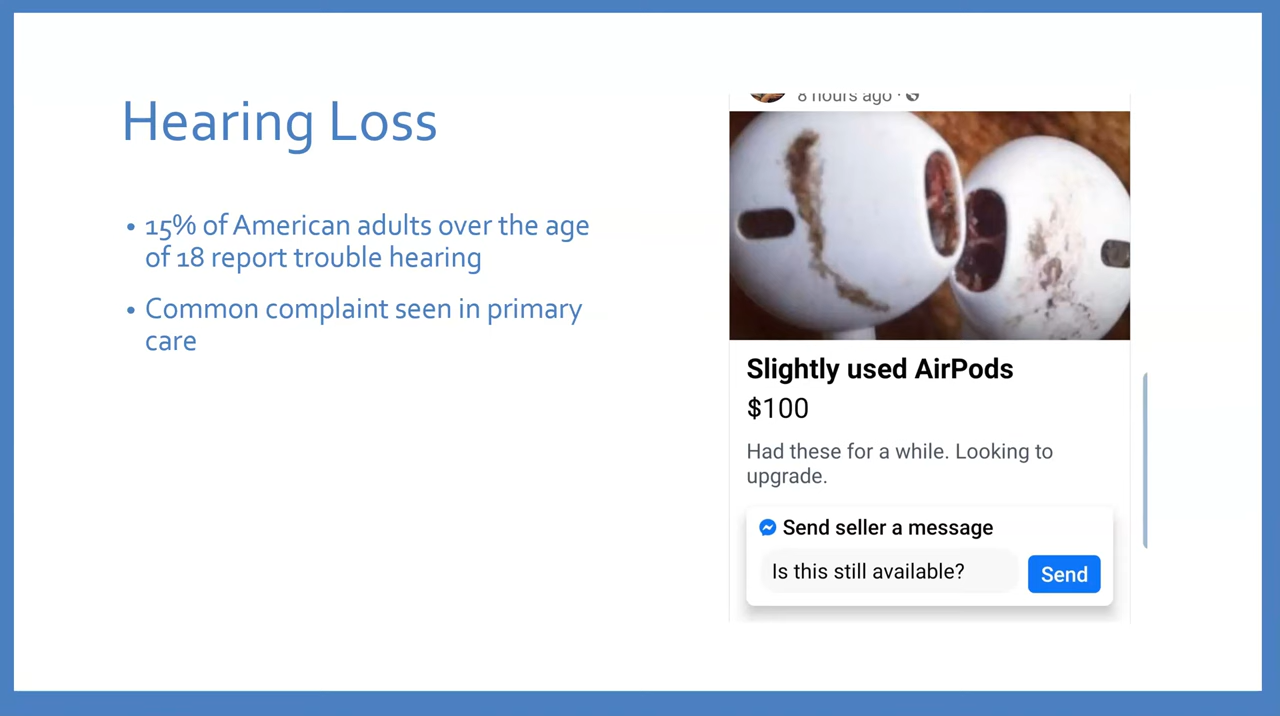 Hearing Loss
• 15% of American adults over the age
of 18 report trouble hearing
• Common complaint seen in primary
care
8 hours ago ·
Slightly used AirPods
$100
Had these for a while. Looking to
upgrade.
Send seller a message
Is this still available?
Send